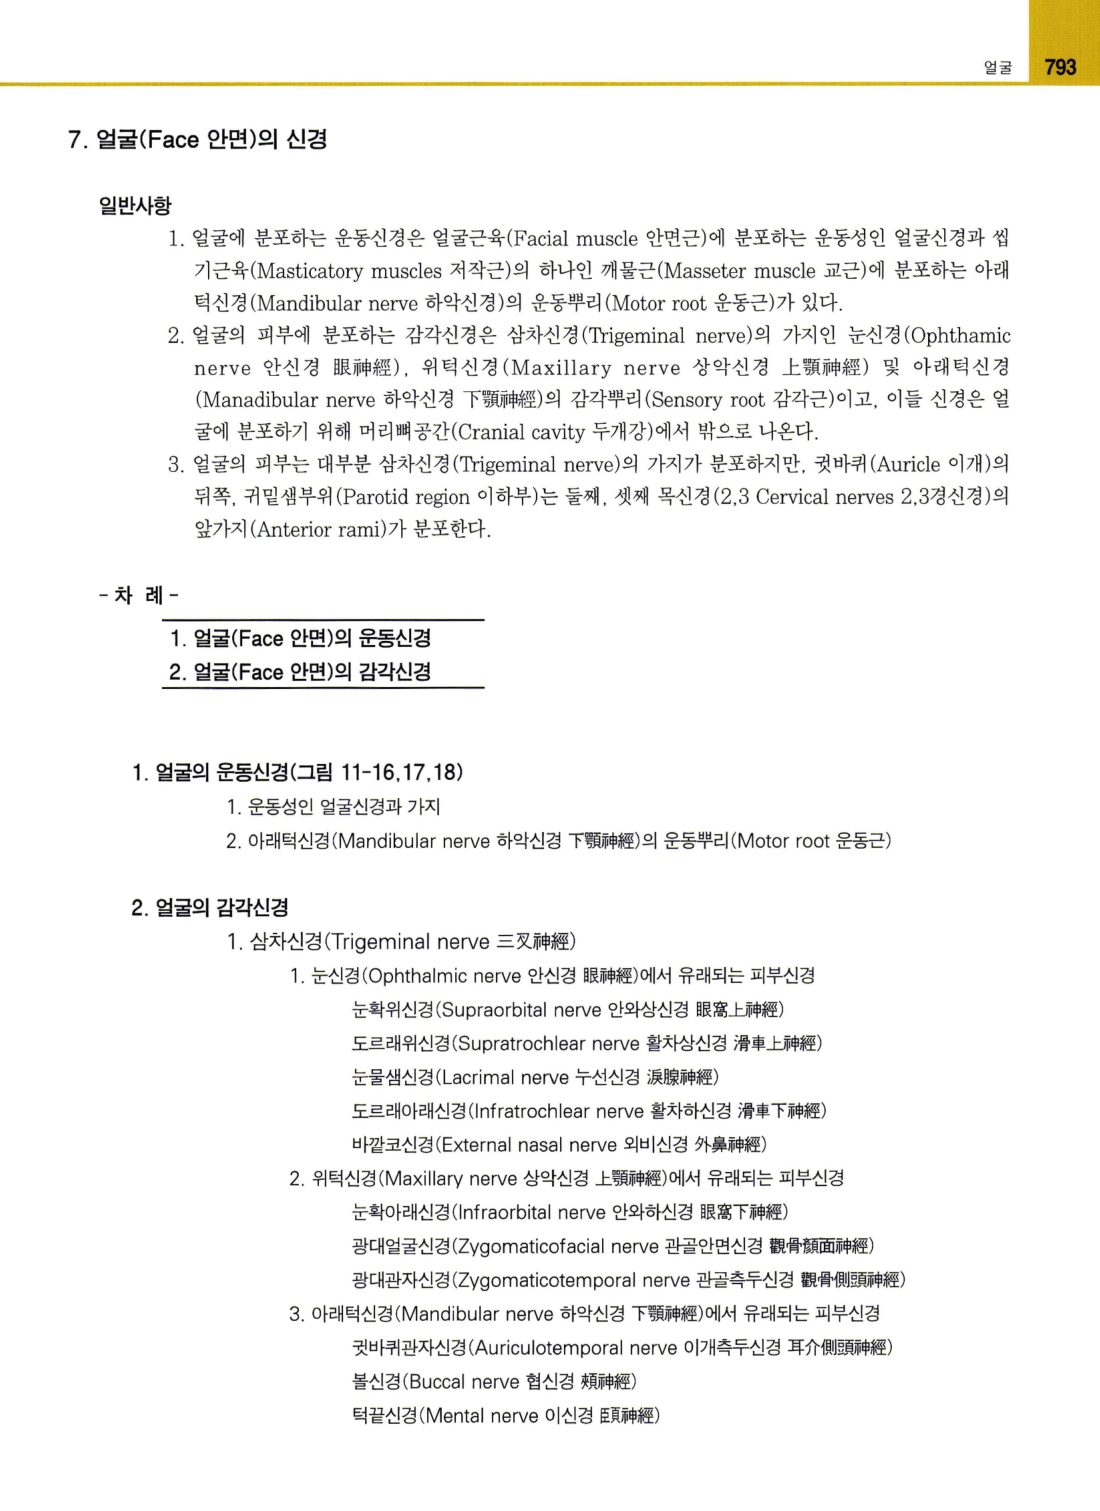 얼굴 793
7. 얼굴(Face 안면)의 신경
일반사항
1. 얼굴에 분포하는 운동신경은 얼굴근육(Facial muscle 안면근)에 분포하는 운동성인 얼굴신경과 씹
기근육(Masticatory muscles 저작근)의 하나인 깨물근(Masseter muscle 교근)에 분포하는 아래
턱신경(Mandibular nerve 하악신경)의 운동뿌리(Motor root 운동근)가 있다.
2. 얼굴의 피부에 분포하는 감각신경은 삼차신경(Trigeminal nerve)의 가지인 눈신경(Ophthamic
nerve 안신경 眼神經), 위턱신경(Maxillary nerve 상악신경 上顎神經) 및 아래턱신경
(Manadibular nerve 하악신경 下顎神經)의 감각뿌리(Sensory root 감각근)이고, 이들 신경은 얼
굴에 분포하기 위해 머리뼈공간(Cranial cavity 두개강)에서 밖으로 나온다.
3. 얼굴의 피부는 대부분 삼차신경(Trigeminal nerve)의 가지가 분포하지만, 귓바퀴(Auricle 이개)의
뒤쪽, 귀밑샘부위(Parotid region 이하부)는 둘째, 셋째 목신경(2,3 Cervical nerves 2,3경신경)의
앞가지(Anterior rami)가 분포한다.
- 차 례 -
1. 얼굴(Face 안면)의 운동신경
2. 얼굴(Face 안면)의 감각신경
1. 얼굴의 운동신경(그림 11-16,17,18)
1. 운동성인 얼굴신경과 가지
2. 아래턱신경(Mandibular nerve 하악신경 下顎神經)의 운동뿌리(Motor root 운동근)
2. 얼굴의 감각신경
1. 삼차신경(Trigeminal nerve 三叉神經)
1. 눈신경(Ophthalmic nerve 안신경 眼神經)에서 유래되는 피부신경
눈확위신경(Supraorbital nerve 안와상신경 眼窩上神經)
도르래위신경(Supratrochlear nerve 활차상신경 滑車上神經)
눈물샘신경(Lacrimal nerve 누선신경 淚腺神經)
도르래아래신경(Infratrochlear nerve 활차하신경 滑車下神經)
바깥코신경(External nasal nerve 외비신경 外鼻神經)
2. 위턱신경(Maxillary nerve 상악신경 上顎神經)에서 유래되는 피부신경
눈확아래신경(Infraorbital nerve 안와하신경 眼窩下神經)
광대얼굴신경(Zygomaticofacial nerve 관골안면신경 觀骨顔面神經)
광대관자신경(Zygomaticotemporal nerve 관골측두신경 觀骨側頭神經)
3. 아래턱신경(Mandibular nerve 하악신경 下顎神經)에서 유래되는 피부신경
귓바퀴관자신경(Auriculotemporal nerve 이개측두신경 耳介側頭神經)
볼신경(Buccal nerve 협신경 頰神經)
턱끝신경(Mental nerve 이신경 頤神經)